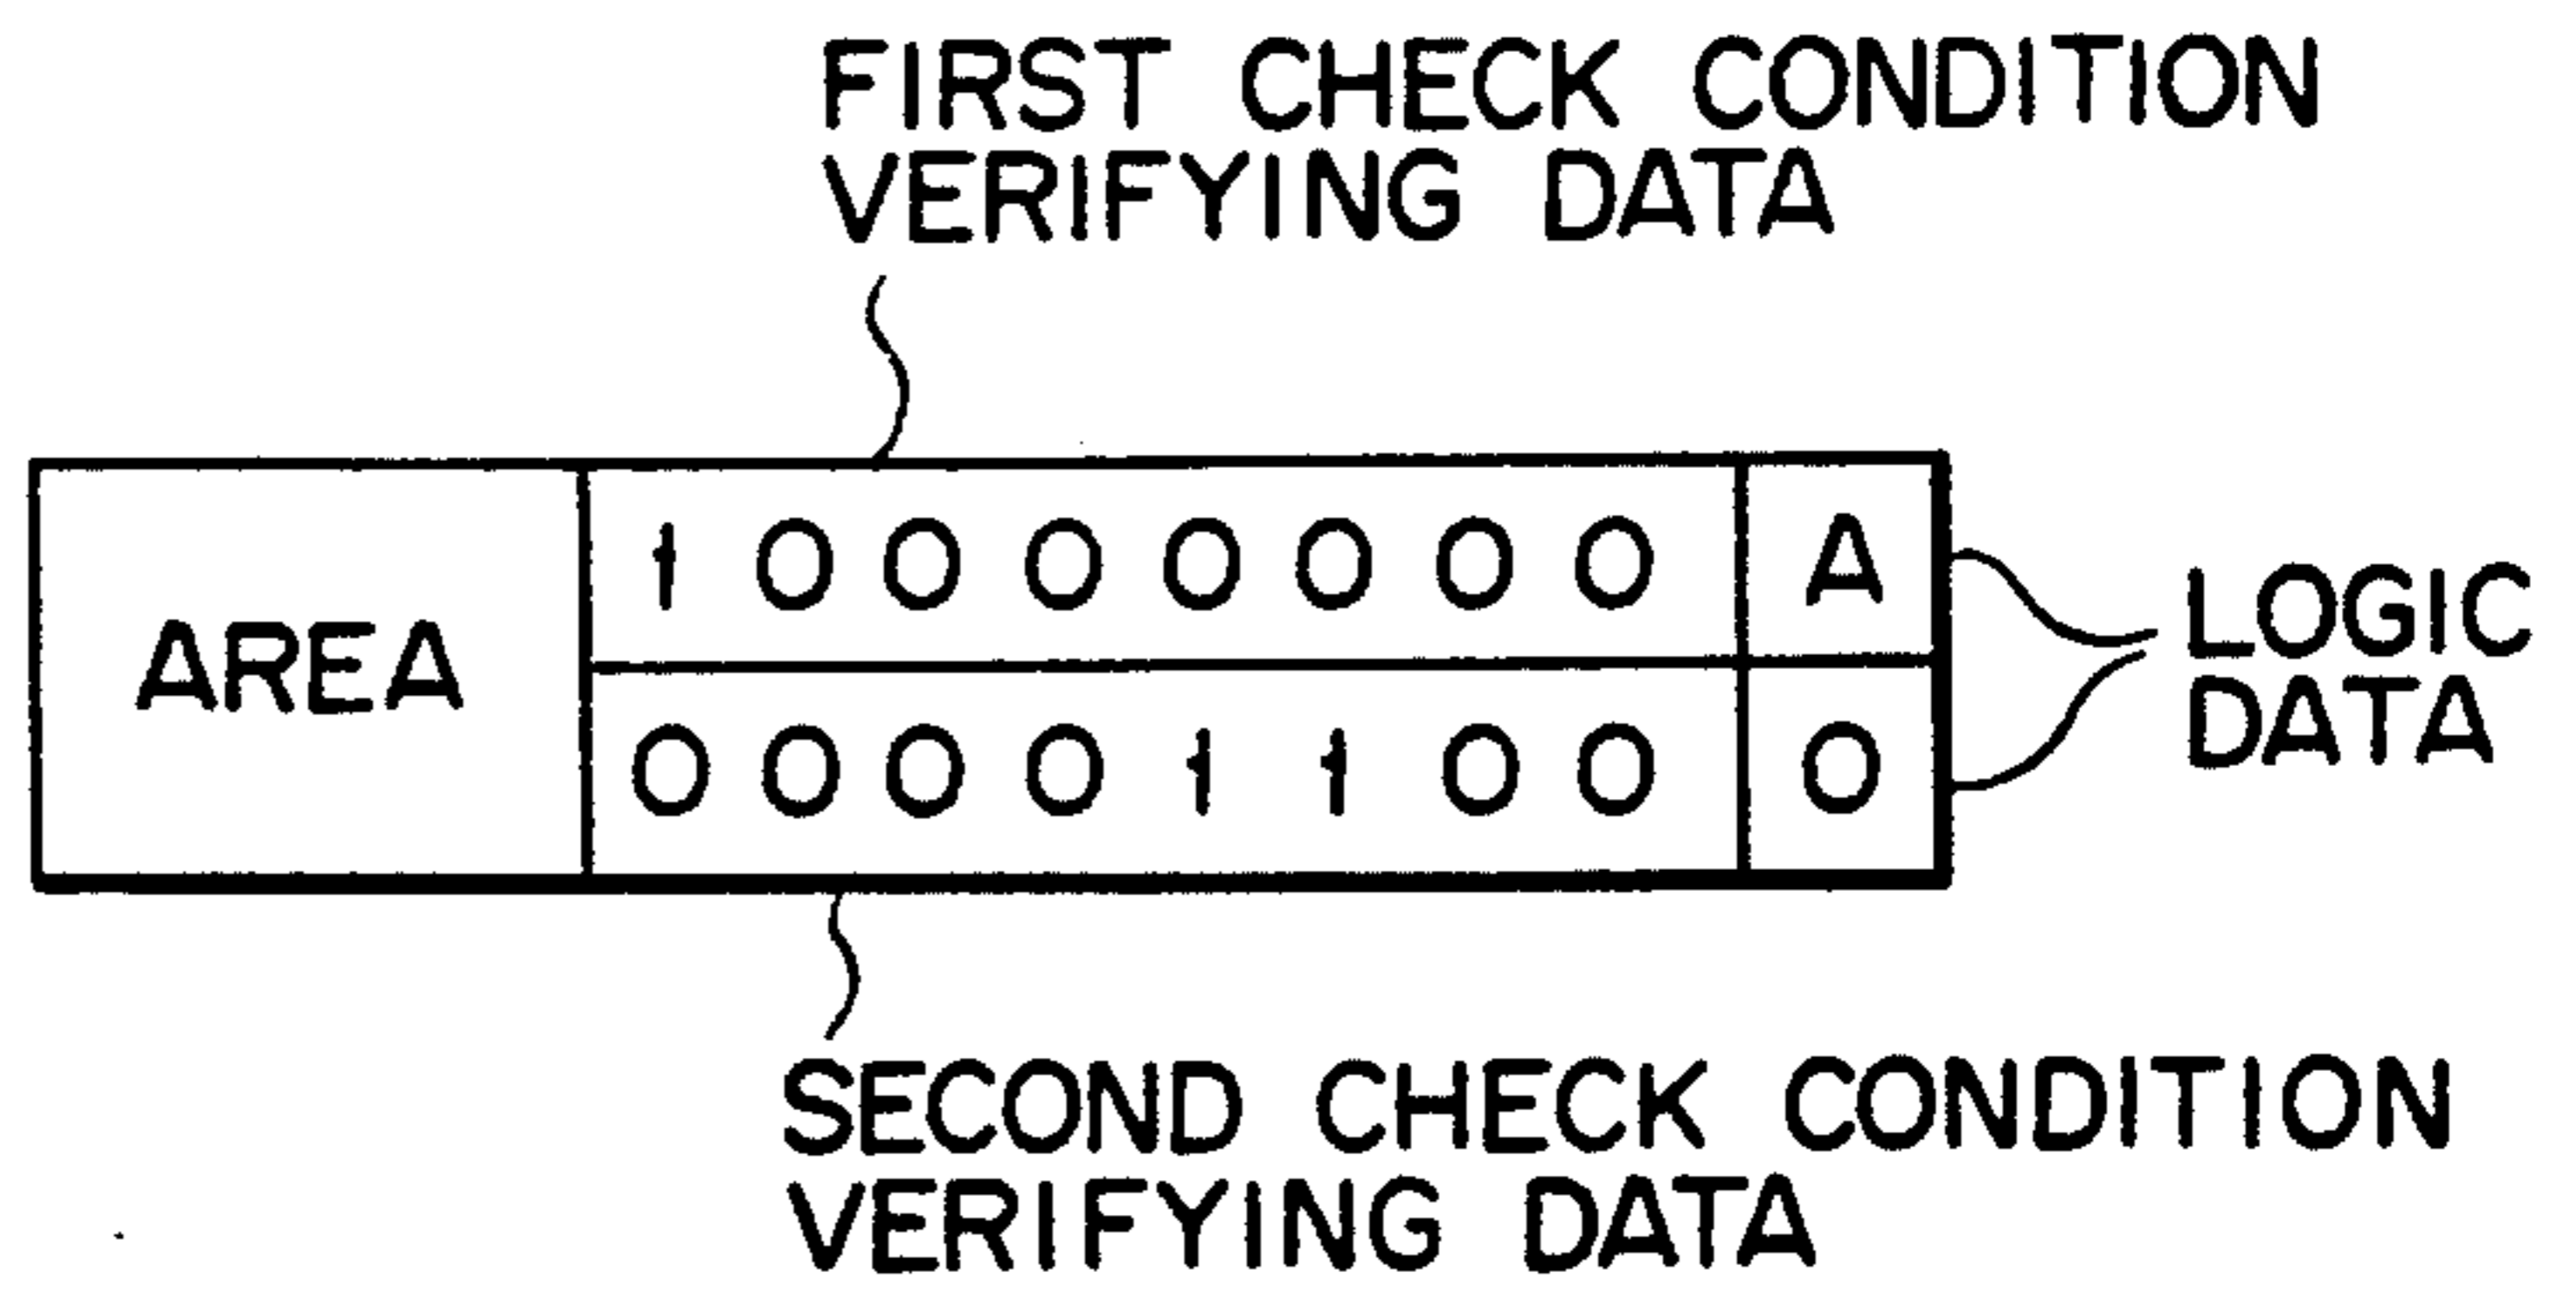 FIRST CHECK CONDITION
VERIFYING DATA
1 0 0 0 0 0 0 0 A
AREA
0 0 0 0 1 1 0 0 O
LOGIC
DATA
SECOND CHECK CONDITION
VERIFYING DATA